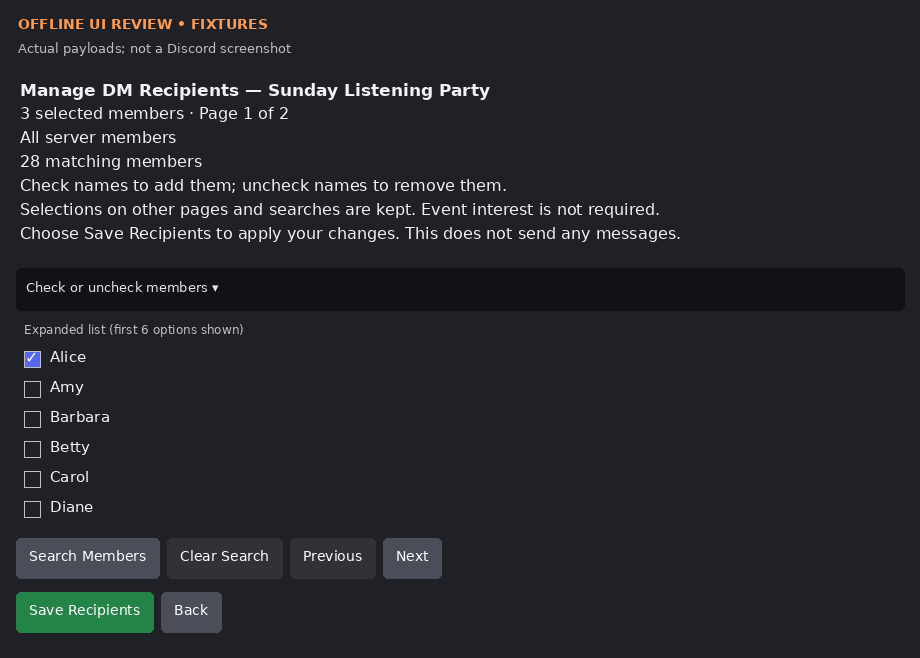 OFFLINE UI REVIEW • FIXTURES
Actual payloads; not a Discord screenshot
Manage DM Recipients — Sunday Listening Party
3 selected members · Page 1 of 2
All server members
28 matching members
Check names to add them; uncheck names to remove them.
Selections on other pages and searches are kept. Event interest is not required.
Choose Save Recipients to apply your changes. This does not send any messages.
Check or uncheck members ▾
Expanded list (first 6 options shown)
Alice
Amy
Barbara
Betty
Carol
Diane
Search Members Clear Search Previous Next
Save Recipients Back